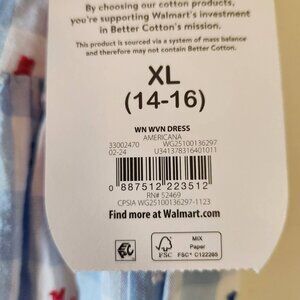 By choosing our cotton products,
you're supporting Walmart's investment
in Better Cotton's mission.
This product is sourced via a system of mass balance
and therefore may not contain Better Cotton.
XL
(14-16)
WN WVN DRESS
AMERICANA
33002470 WG25100136297
02-24 U341378316401011
0 887512 223512
RN# 52469
CPSIA WG25100136297-1123
Find more at Walmart.com
FSC
MIX
Paper
FSC® C122285